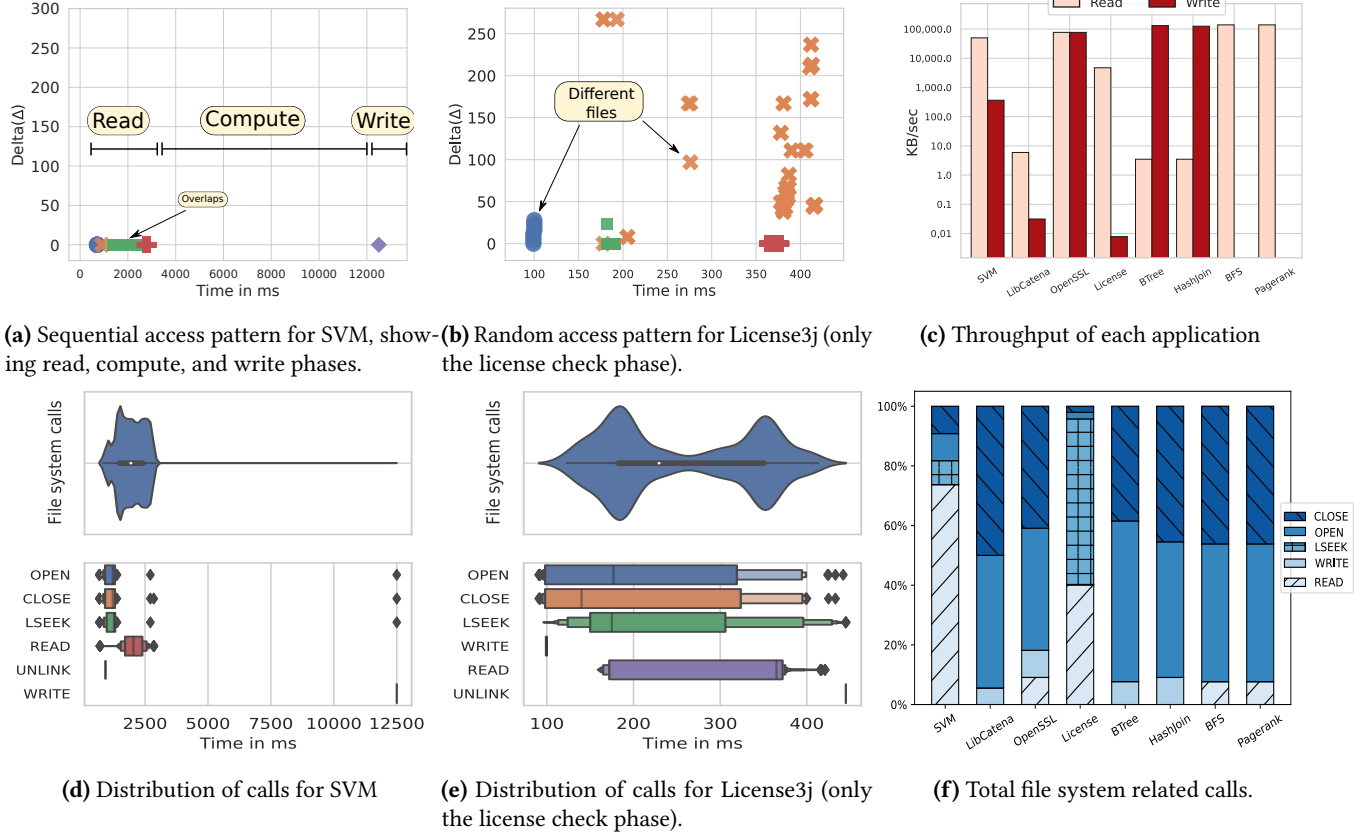 300
250
200
150
100
50
0
Delta(Δ)
Read
Compute
Write
Overlaps
0 2000 4000 6000 8000 10000 12000
Time in ms
250
200
150
100
50
0
Delta(Δ)
Different
files
100 150 200 250 300 350 400
Time in ms
Read Write
100,000.0
10,000.0
1,000.0
100.0
10.0
1.0
0.1
0,01
KB/sec
SVM LibCatena OpenSSL License BTree HashJoin BFS Pagerank
(a) Sequential access pattern for SVM, show-
ing read, compute, and write phases.
(b) Random access pattern for License3j (only
the license check phase).
(c) Throughput of each application
File system calls
OPEN
CLOSE
LSEEK
READ
UNLINK
WRITE
2500 5000 7500 10000 12500
Time in ms
File system calls
OPEN
CLOSE
LSEEK
WRITE
READ
UNLINK
100 200 300 400
Time in ms
100%
80%
60%
40%
20%
0%
CLOSE
OPEN
LSEEK
WRITE
READ
SVM LibCatena OpenSSL License BTree HashJoin BFS Pagerank
(d) Distribution of calls for SVM
(e) Distribution of calls for License3j (only
the license check phase).
(f) Total file system related calls.